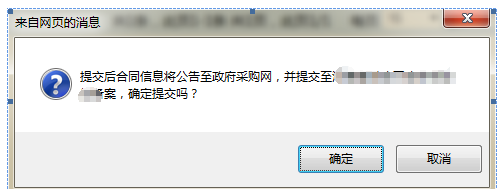 来自网页的消息
提交后合同信息将公告至政府采购网，并提交至
备案，确定提交吗？
确定
取消